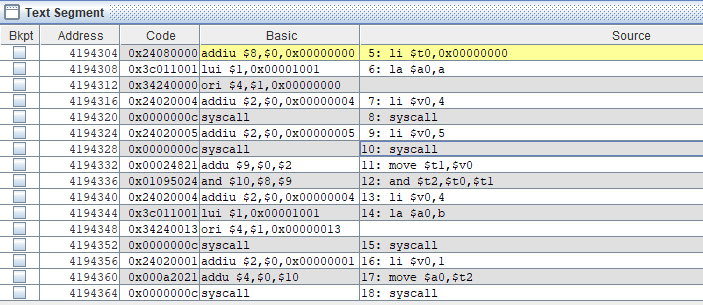 Text Segment
Bkpt Address Code Basic Source
4194304 0x24080000 addiu $8,$0,0x00000000 5: li $t0,0x00000000
4194308 0x3c011001 lui $1,0x00001001 6: la $a0,a
4194312 0x34240000 ori $4,$1,0x00000000
4194316 0x24020004 addiu $2,$0,0x00000004 7: li $v0,4
4194320 0x0000000c syscall 8: syscall
4194324 0x24020005 addiu $2,$0,0x00000005 9: li $v0,5
4194328 0x0000000c syscall 10: syscall
4194332 0x00024821 addu $9,$0,$2 11: move $t1,$v0
4194336 0x01095024 and $10,$8,$9 12: and $t2,$t0,$t1
4194340 0x24020004 addiu $2,$0,0x00000004 13: li $v0,4
4194344 0x3c011001 lui $1,0x00001001 14: la $a0,b
4194348 0x34240013 ori $4,$1,0x00000013
4194352 0x0000000c syscall 15: syscall
4194356 0x24020001 addiu $2,$0,0x00000001 16: li $v0,1
4194360 0x000a2021 addu $4,$0,$10 17: move $a0,$t2
4194364 0x0000000c syscall 18: syscall